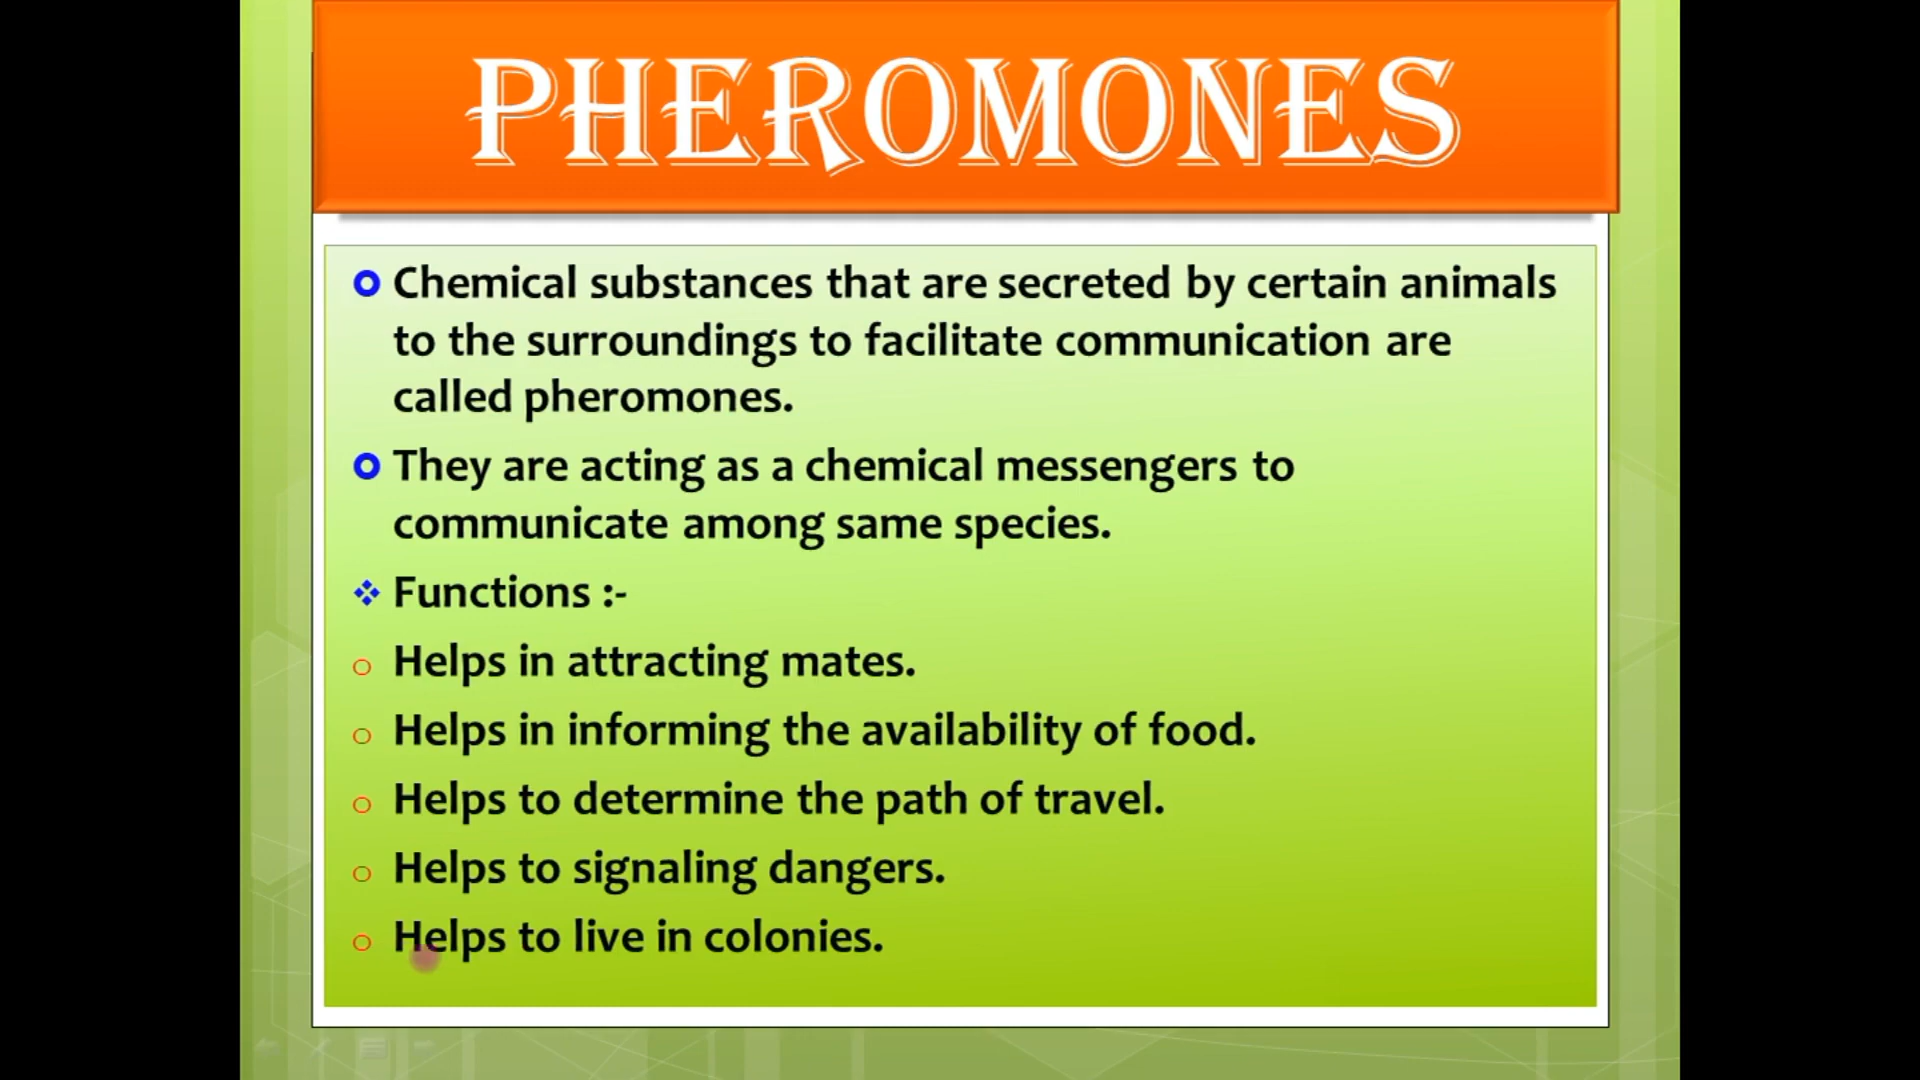 PHEROMONES
Chemical substances that are secreted by certain animals
to the surroundings to facilitate communication are
called pheromones.
They are acting as a chemical messengers to
communicate among same species.
Functions :-
Helps in attracting mates.
Helps in informing the availability of food.
Helps to determine the path of travel.
Helps to signaling dangers.
Helps to live in colonies.